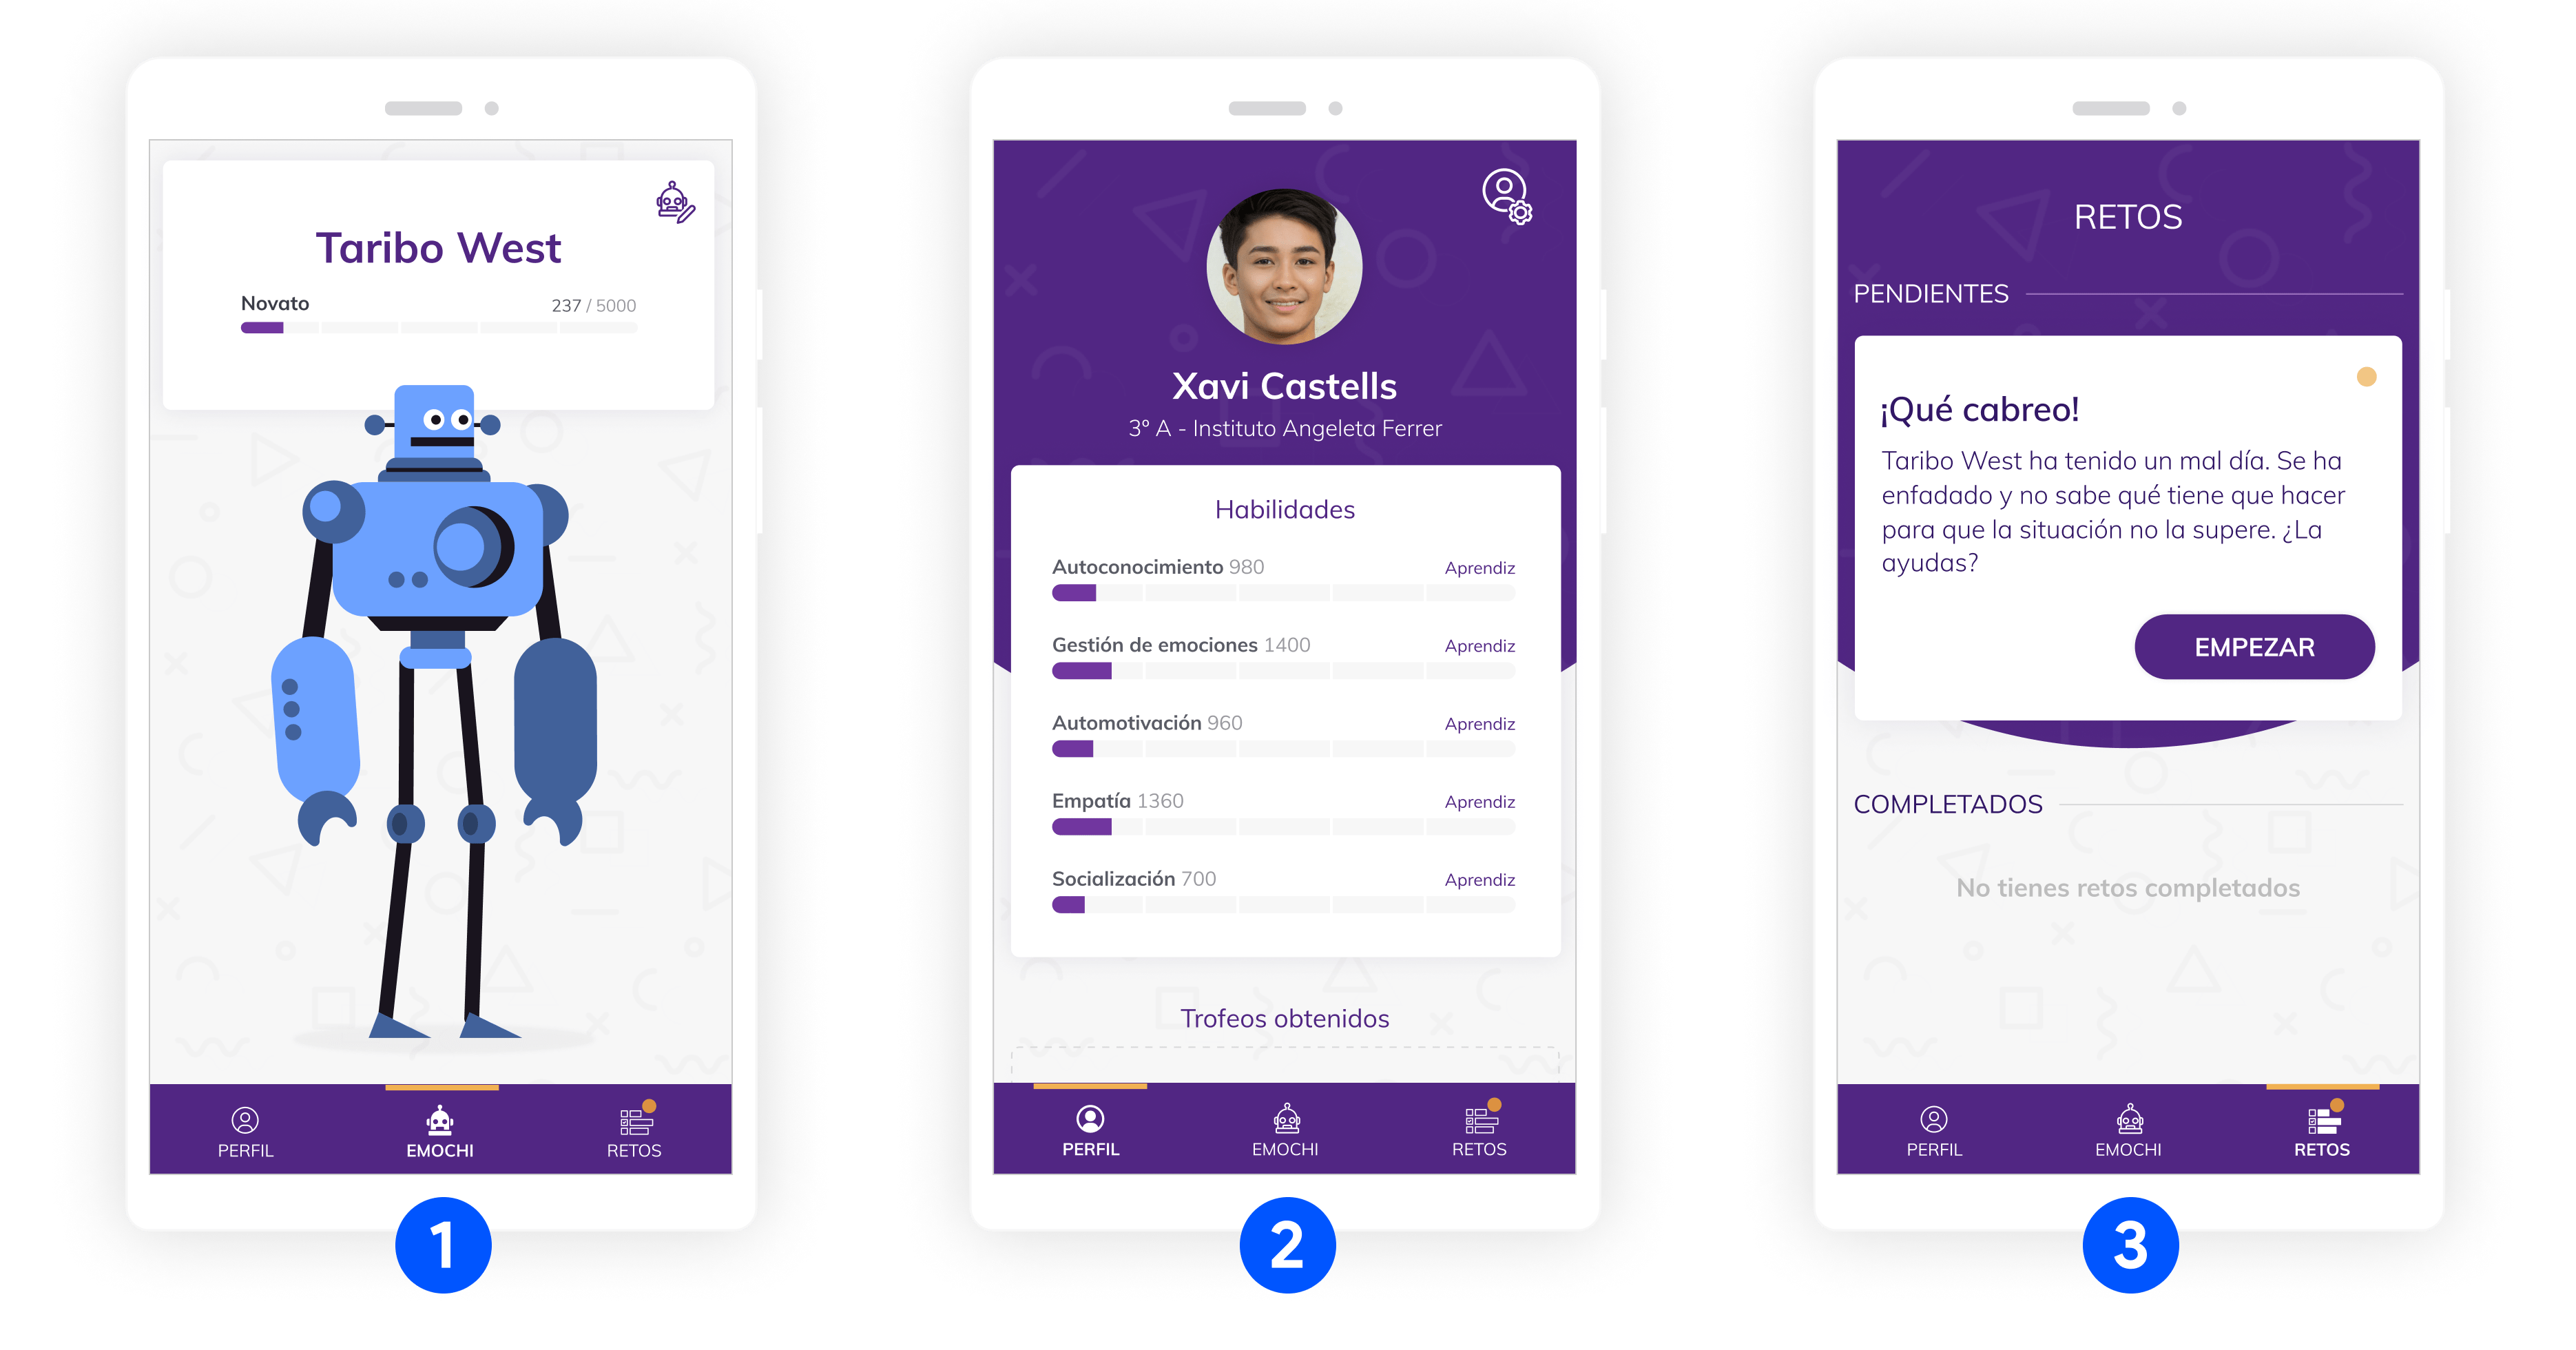 Taribo West
Novato 237 / 5000
PERFIL EMOCHI RETOS
1
Xavi Castells
3º A - Instituto Angeleta Ferrer
Habilidades
Autoconocimiento 980 Aprendiz
Gestión de emociones 1400 Aprendiz
Automotivación 960 Aprendiz
Empatía 1360 Aprendiz
Socialización 700 Aprendiz
Trofeos obtenidos
PERFIL EMOCHI RETOS
2
RETOS
PENDIENTES
¡Qué cabreo!
Taribo West ha tenido un mal día. Se ha
enfadado y no sabe qué tiene que hacer
para que la situación no la supere. ¿La
ayudas?
EMPEZAR
COMPLETADOS
No tienes retos completados
PERFIL EMOCHI RETOS
3